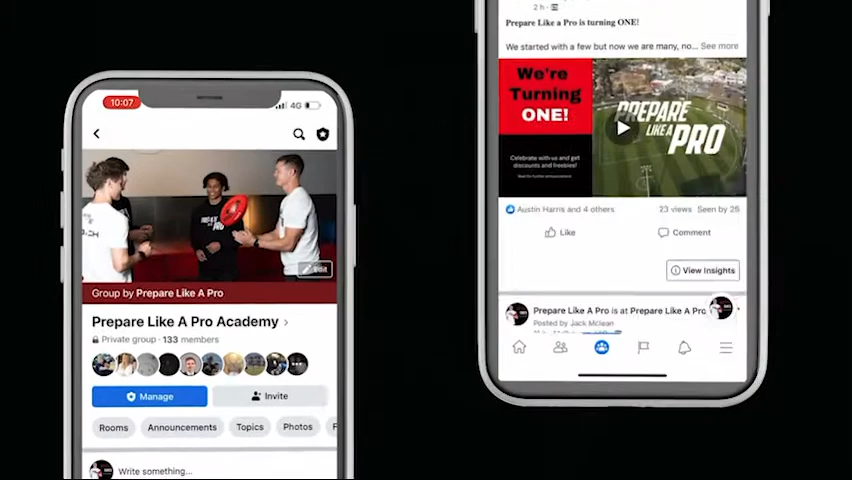 10:07
4G
Edit
Group by Prepare Like A Pro
Prepare Like A Pro Academy
Private group · 133 members
Manage
Invite
Rooms
Announcements
Topics
Photos
Write something...
2 h
Prepare Like a Pro is turning ONE!
We started with a few but now we are many, no... See more
We're
Turning
ONE!
Celebrate with us and get
discounts and freebies!
PREPARE
LIKE A
PRO
Austin Harris and 4 others
23 views Seen by 26
Like
Comment
View Insights
Prepare Like A Pro is at Prepare Like A Pro
Posted by Jack Mclean